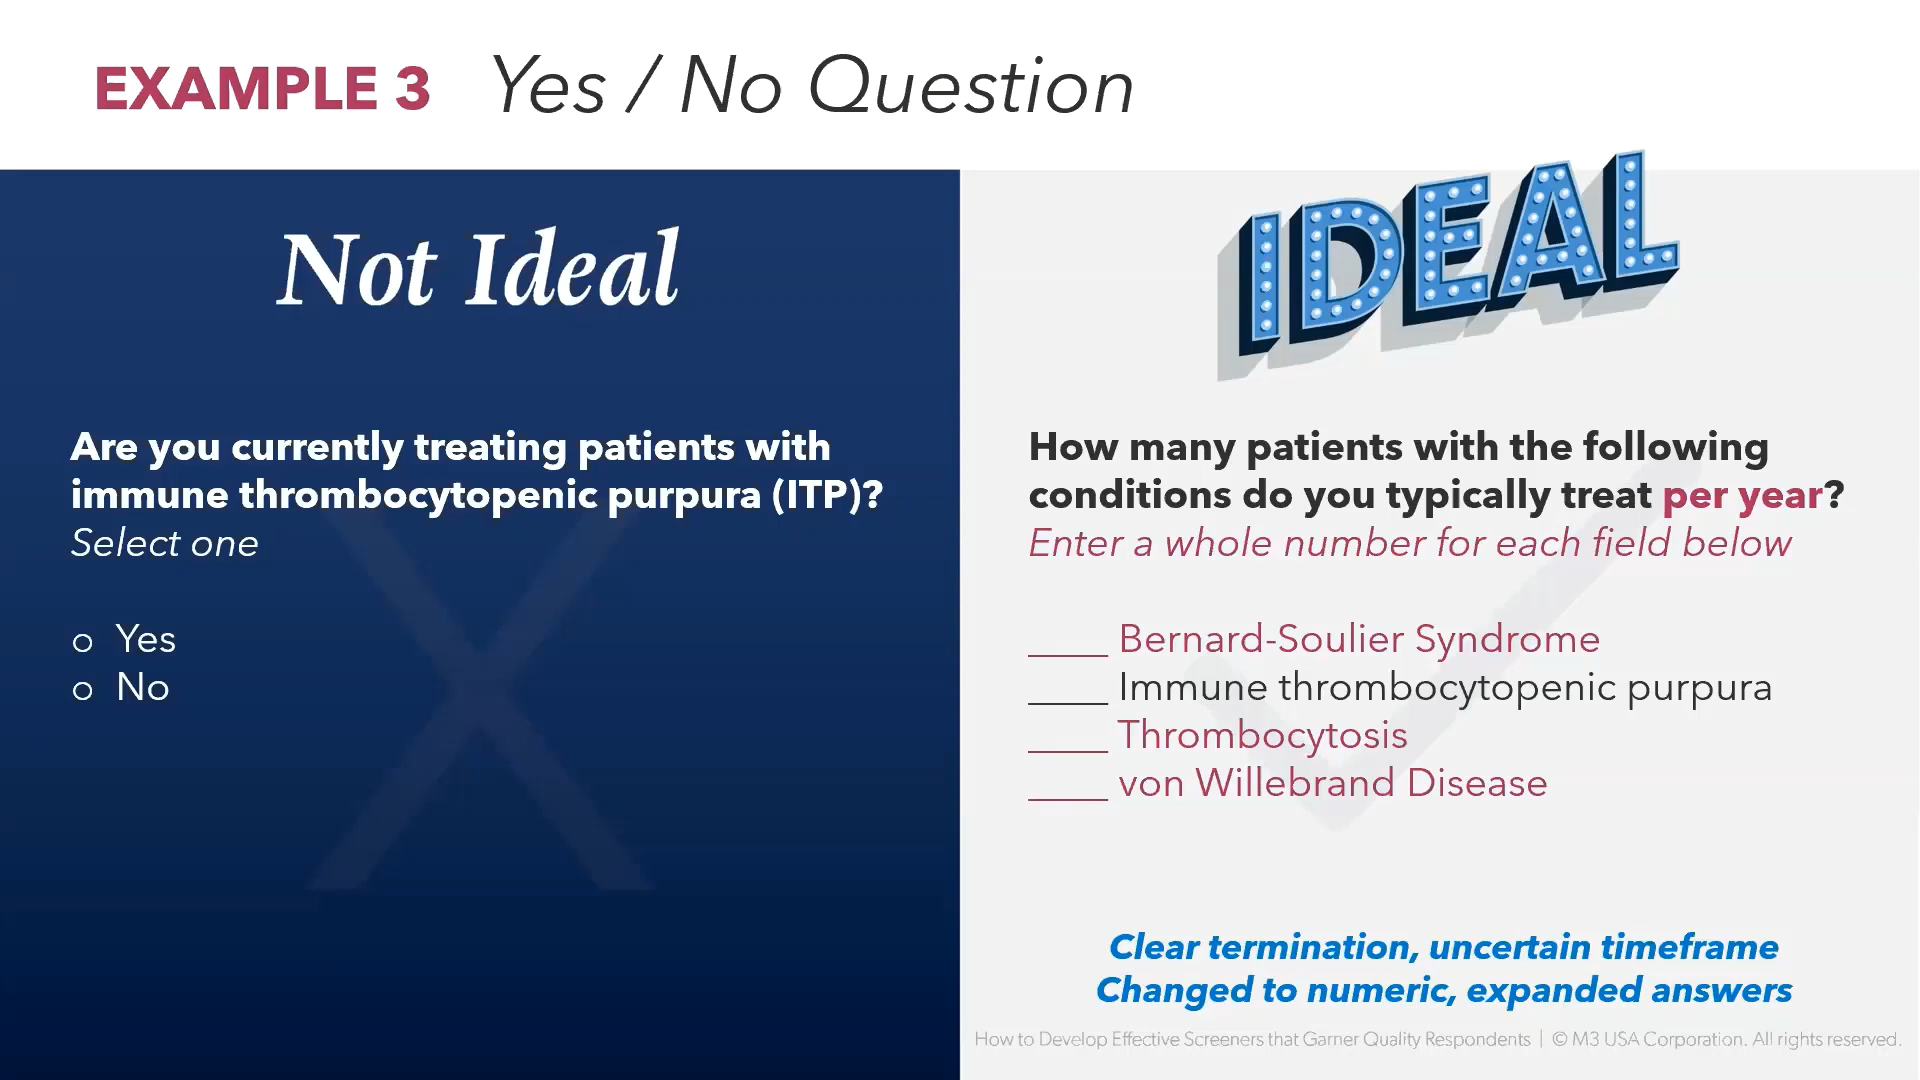 EXAMPLE 3 Yes / No Question
Not Ideal
Are you currently treating patients with
immune thrombocytopenic purpura (ITP)?
Select one
o Yes
o No
IDEAL
How many patients with the following
conditions do you typically treat per year?
Enter a whole number for each field below
____ Bernard-Soulier Syndrome
____ Immune thrombocytopenic purpura
____ Thrombocytosis
____ von Willebrand Disease
Clear termination, uncertain timeframe
Changed to numeric, expanded answers
How to Develop Effective Screeners that Garner Quality Respondents | © M3 USA Corporation. All rights reserved.